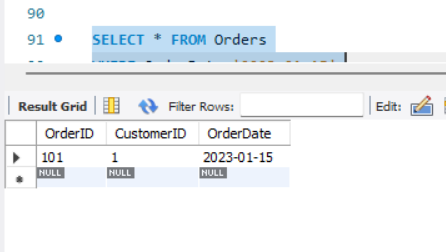 90
91 SELECT * FROM Orders
Result Grid Filter Rows: Edit:
OrderID CustomerID OrderDate
101 1 2023-01-15
NULL NULL NULL